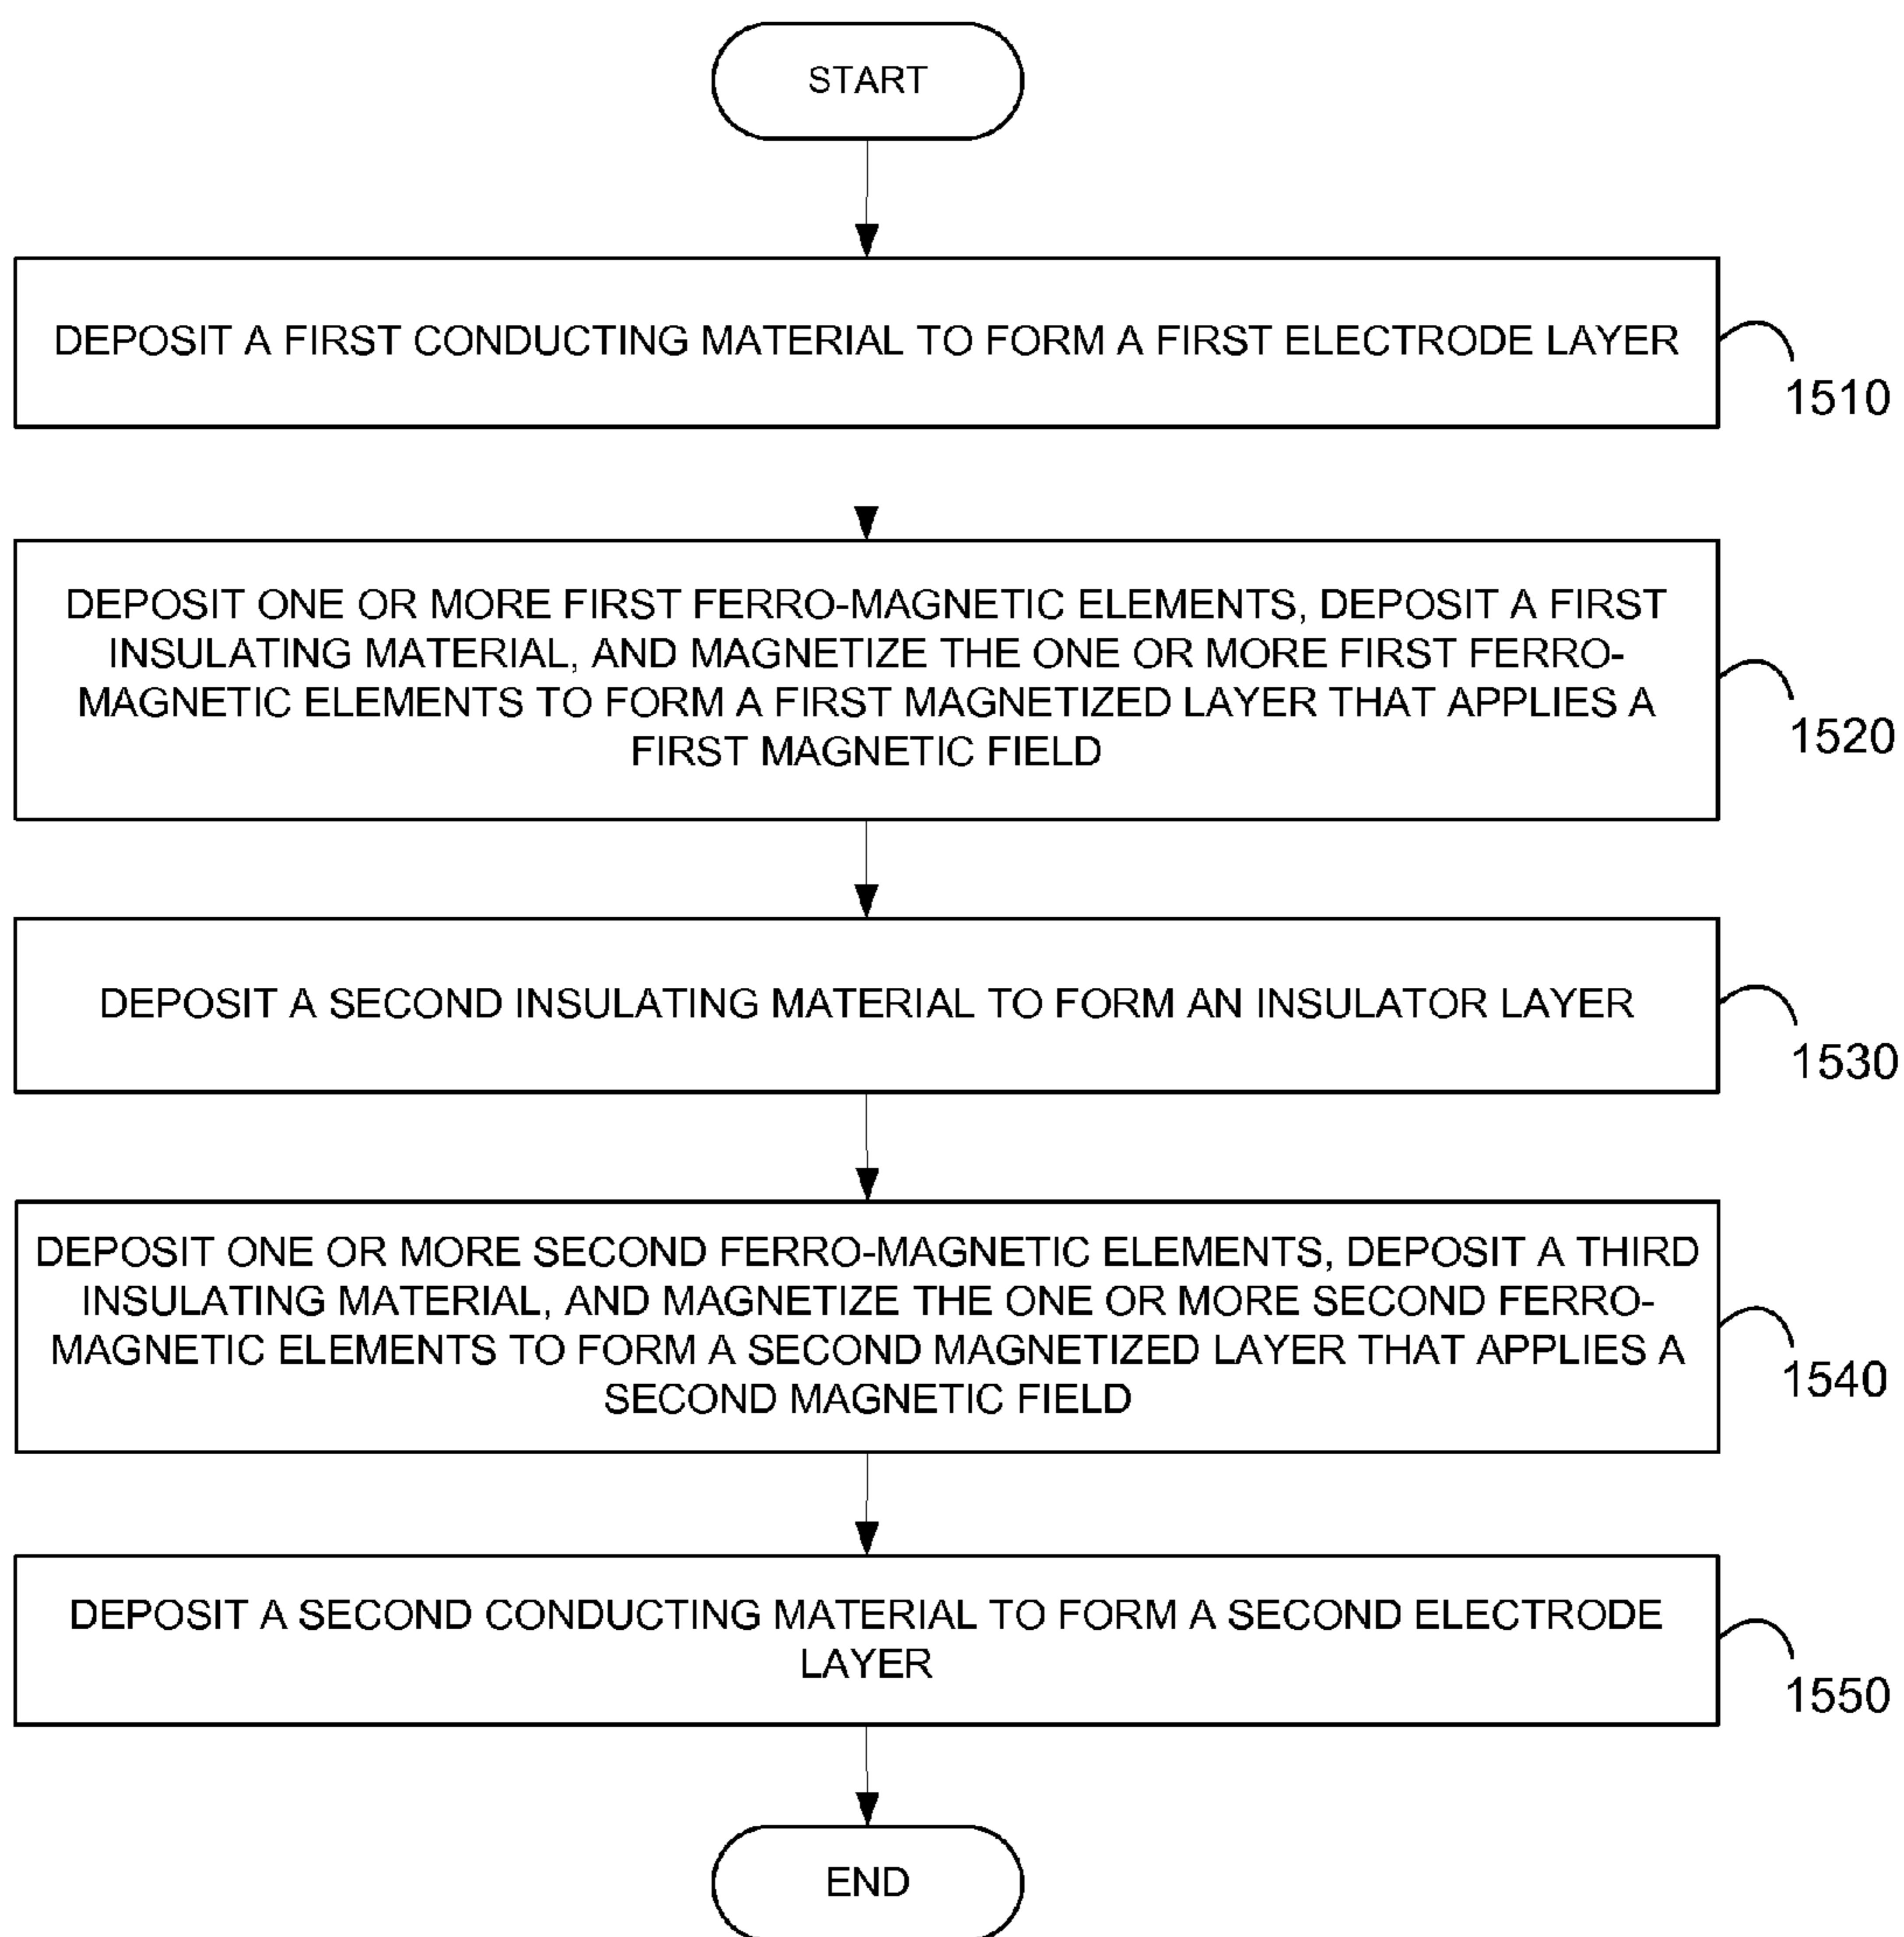 START
DEPOSIT A FIRST CONDUCTING MATERIAL TO FORM A FIRST ELECTRODE LAYER
1510
DEPOSIT ONE OR MORE FIRST FERRO-MAGNETIC ELEMENTS, DEPOSIT A FIRST
INSULATING MATERIAL, AND MAGNETIZE THE ONE OR MORE FIRST FERRO-
MAGNETIC ELEMENTS TO FORM A FIRST MAGNETIZED LAYER THAT APPLIES A
FIRST MAGNETIC FIELD
1520
DEPOSIT A SECOND INSULATING MATERIAL TO FORM AN INSULATOR LAYER
1530
DEPOSIT ONE OR MORE SECOND FERRO-MAGNETIC ELEMENTS, DEPOSIT A THIRD
INSULATING MATERIAL, AND MAGNETIZE THE ONE OR MORE SECOND FERRO-
MAGNETIC ELEMENTS TO FORM A SECOND MAGNETIZED LAYER THAT APPLIES A
SECOND MAGNETIC FIELD
1540
DEPOSIT A SECOND CONDUCTING MATERIAL TO FORM A SECOND ELECTRODE
LAYER
1550
END